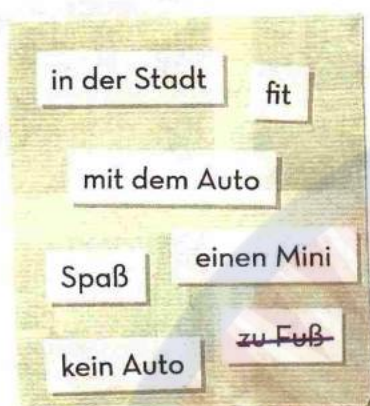 in der Stadt
fit
mit dem Auto
einen Mini
Spaß
zu Fuß
kein Auto